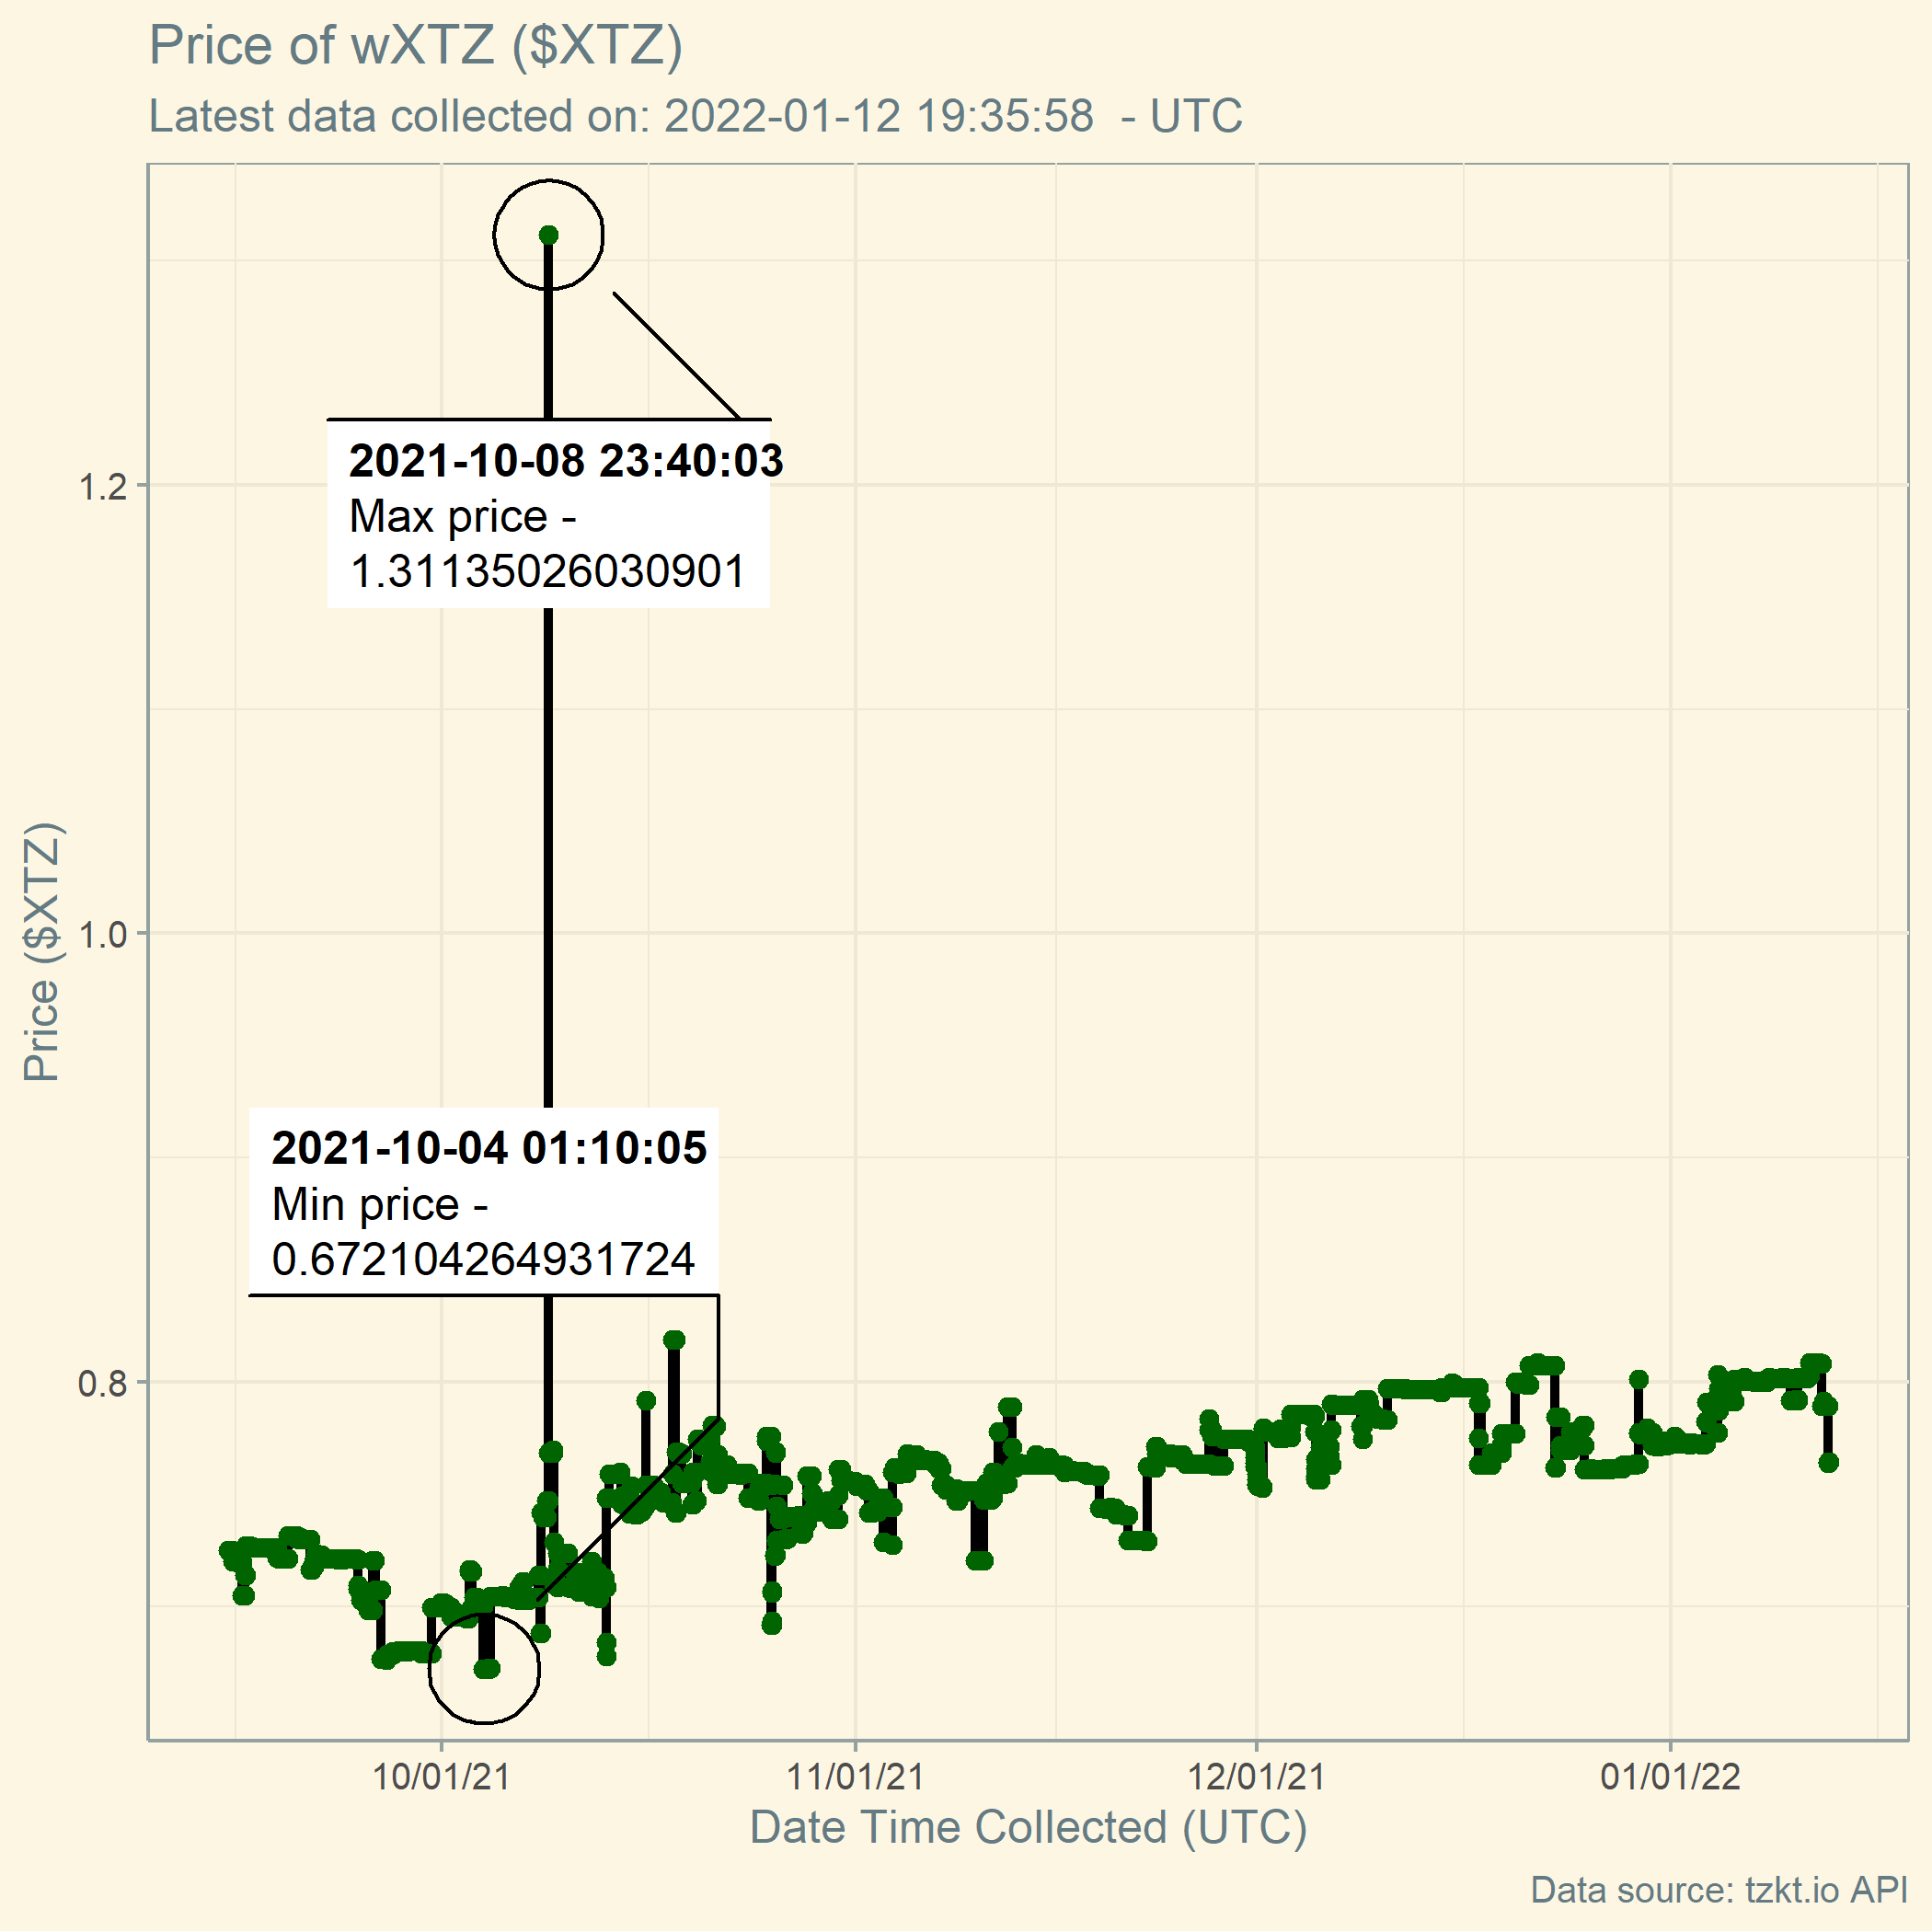 Price of wXTZ ($XTZ)
Latest data collected on: 2022-01-12 19:35:58  - UTC
2021-10-08 23:40:03
Max price -
1.31135026030901
1.2
1.0
0.8
Price ($XTZ)
2021-10-04 01:10:05
Min price -
0.672104264931724
10/01/21
11/01/21
12/01/21
01/01/22
Date Time Collected (UTC)
Data source: tzkt.io API